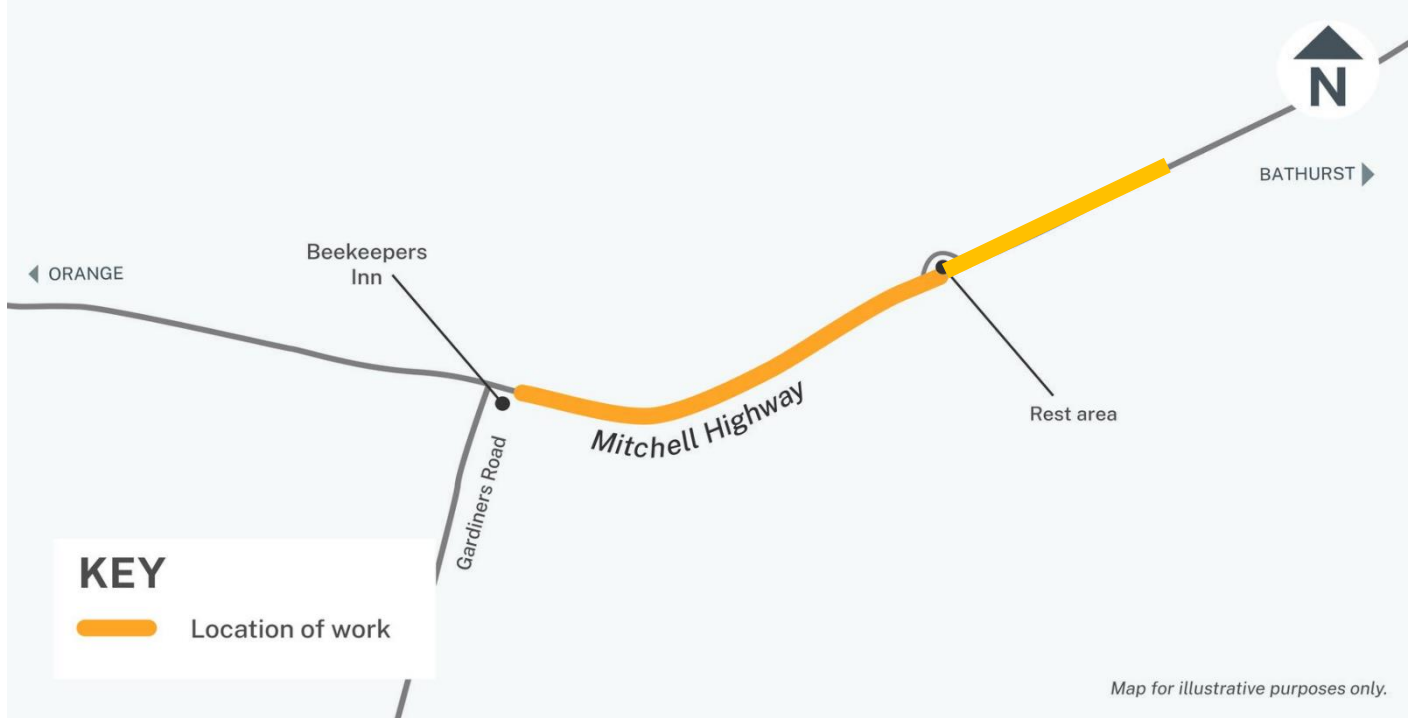 N
BATHURST
Beekeepers
Inn
ORANGE
Rest area
Mitchell Highway
Gardiners Road
KEY
Location of work
Map for illustrative purposes only.